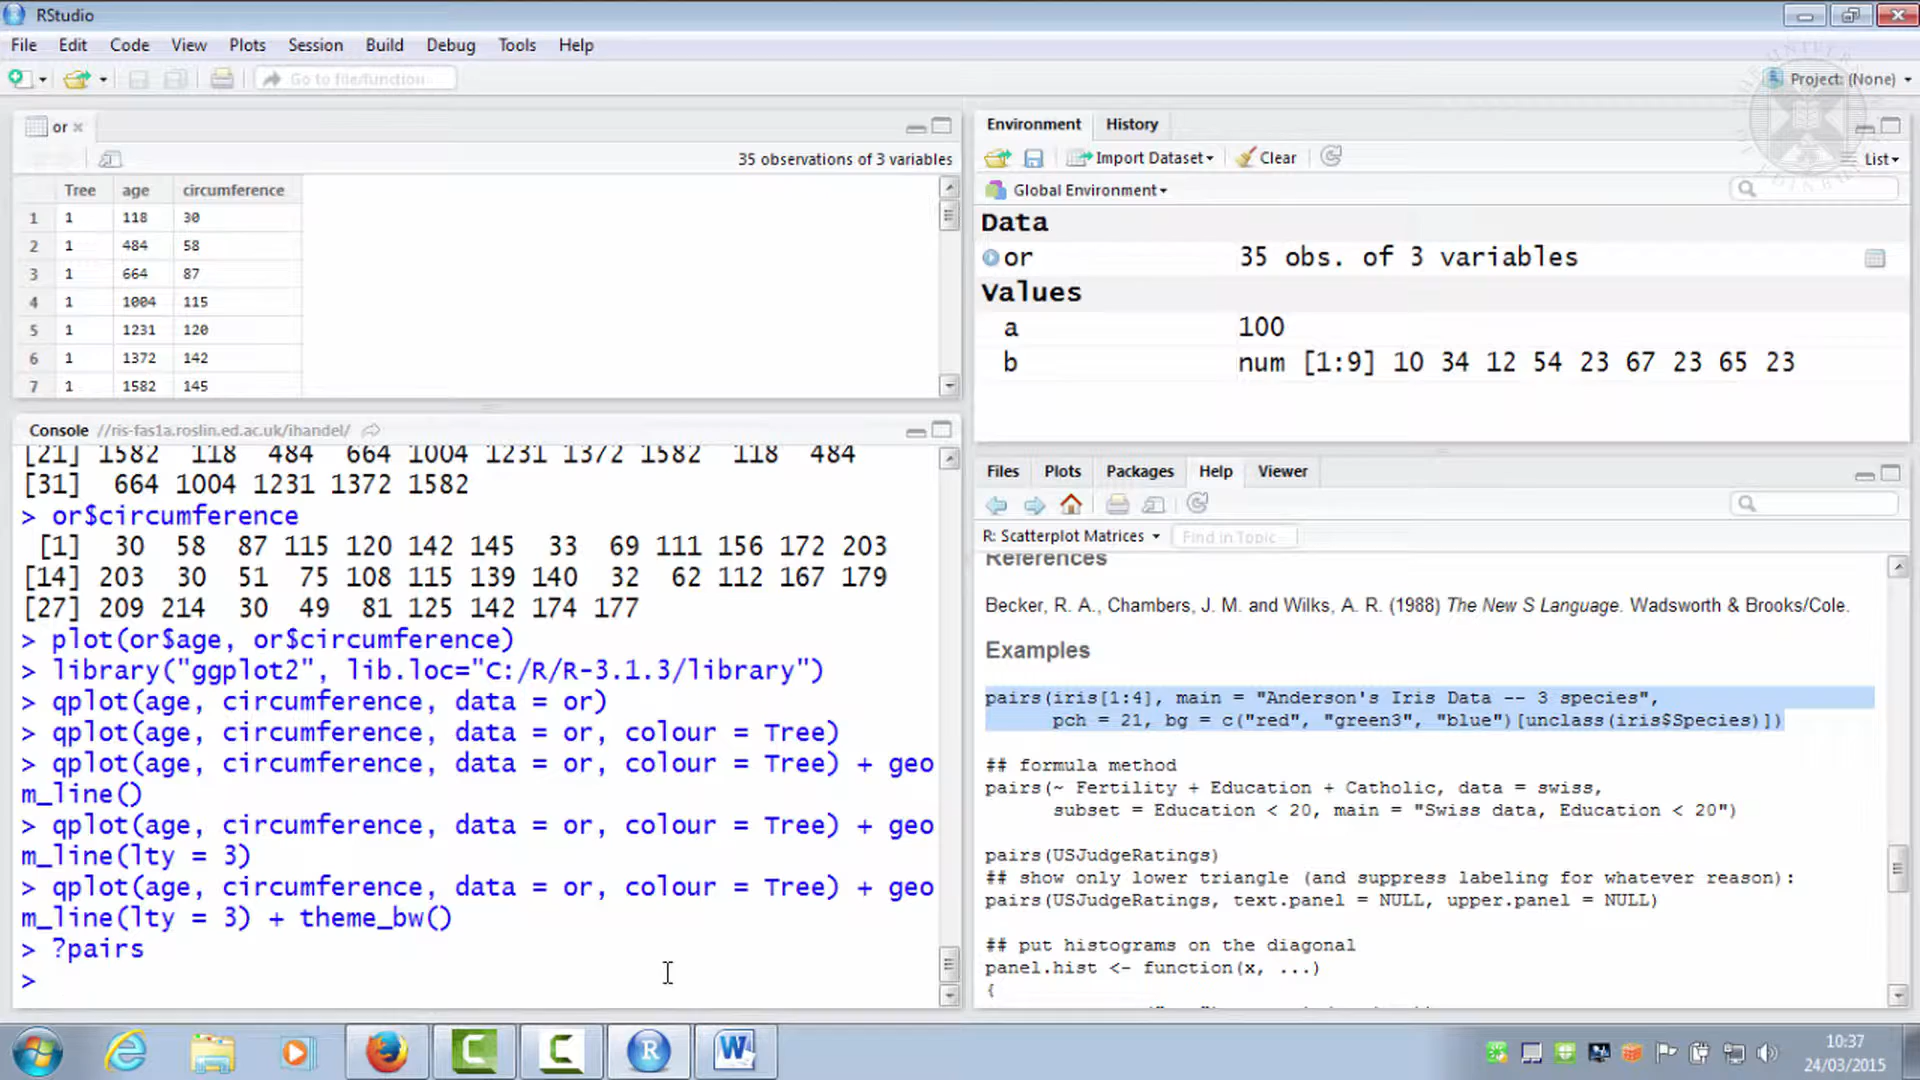 RStudio
File Edit Code View Plots Session Build Debug Tools Help
Go to file/function
Project: (None)
or
35 observations of 3 variables
Tree age circumference
1 1 118 30
2 1 484 58
3 1 664 87
4 1 1004 115
5 1 1231 120
6 1 1372 142
7 1 1582 145
Console //ris-fas1a.roslin.ed.ac.uk/ihandel/
[21] 1582 118 484 664 1004 1231 1372 1582 118 484
[31] 664 1004 1231 1372 1582
> or$circumference
[1] 30 58 87 115 120 142 145 33 69 111 156 172 203
[14] 203 30 51 75 108 115 139 140 32 62 112 167 179
[27] 209 214 30 49 81 125 142 174 177
> plot(or$age, or$circumference)
> library("ggplot2", lib.loc="C:/R/R-3.1.3/library")
> qplot(age, circumference, data = or)
> qplot(age, circumference, data = or, colour = Tree)
> qplot(age, circumference, data = or, colour = Tree) + geo
m_line()
> qplot(age, circumference, data = or, colour = Tree) + geo
m_line(lty = 3)
> qplot(age, circumference, data = or, colour = Tree) + geo
m_line(lty = 3) + theme_bw()
> ?pairs
>
Environment History
Import Dataset Clear List
Global Environment
Data
or 35 obs. of 3 variables
Values
a 100
b num [1:9] 10 34 12 54 23 67 23 65 23
Files Plots Packages Help Viewer
R: Scatterplot Matrices Find in Topic
References
Becker, R. A., Chambers, J. M. and Wilks, A. R. (1988) The New S Language. Wadsworth & Brooks/Cole.
Examples
pairs(iris[1:4], main = "Anderson's Iris Data -- 3 species",
pch = 21, bg = c("red", "green3", "blue")[unclass(iris$Species)])
## formula method
pairs(~ Fertility + Education + Catholic, data = swiss,
subset = Education < 20, main = "Swiss data, Education < 20")
pairs(USJudgeRatings)
## show only lower triangle (and suppress labeling for whatever reason):
pairs(USJudgeRatings, text.panel = NULL, upper.panel = NULL)
## put histograms on the diagonal
panel.hist <- function(x, ...)
{
10:37
24/03/2015